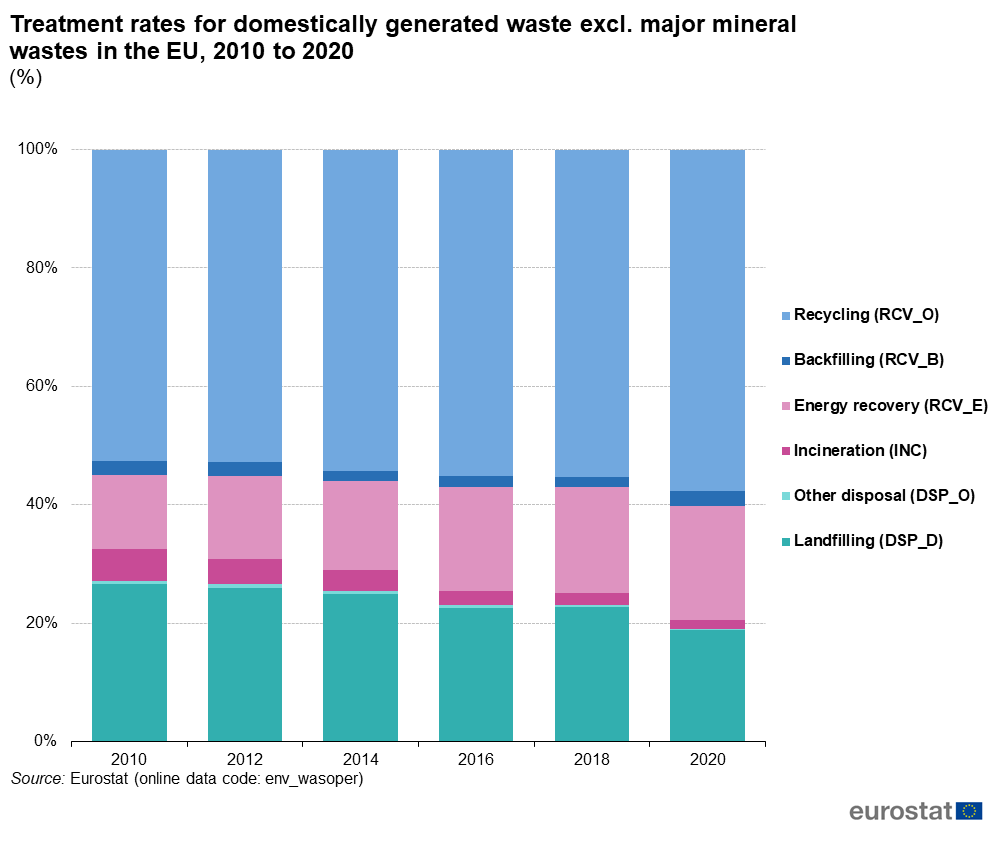 Treatment rates for domestically generated waste excl. major mineral
wastes in the EU, 2010 to 2020
(%)
100%
80%
60%
40%
20%
0%
2010 2012 2014 2016 2018 2020
Recycling (RCV_O)
Backfilling (RCV_B)
Energy recovery (RCV_E)
Incineration (INC)
Other disposal (DSP_O)
Landfilling (DSP_D)
Source: Eurostat (online data code: env_wasoper)
eurostat